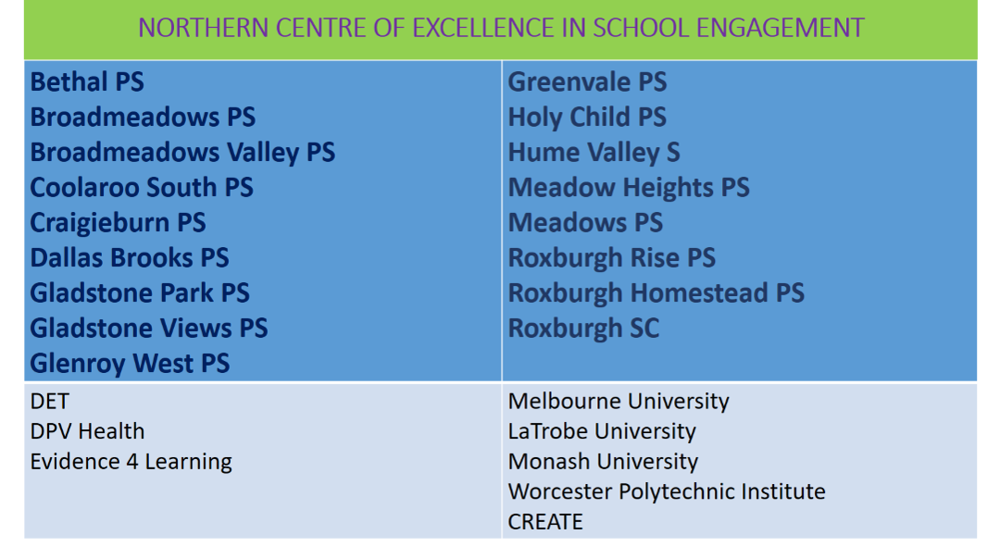 NORTHERN CENTRE OF EXCELLENCE IN SCHOOL ENGAGEMENT
Bethal PS
Broadmeadows PS
Broadmeadows Valley PS
Coolaroo South PS
Craigieburn PS
Dallas Brooks PS
Gladstone Park PS
Gladstone Views PS
Glenroy West PS
Greenvale PS
Holy Child PS
Hume Valley S
Meadow Heights PS
Meadows PS
Roxburgh Rise PS
Roxburgh Homestead PS
Roxburgh SC
DET
DPV Health
Evidence 4 Learning
Melbourne University
LaTrobe University
Monash University
Worcester Polytechnic Institute
CREATE